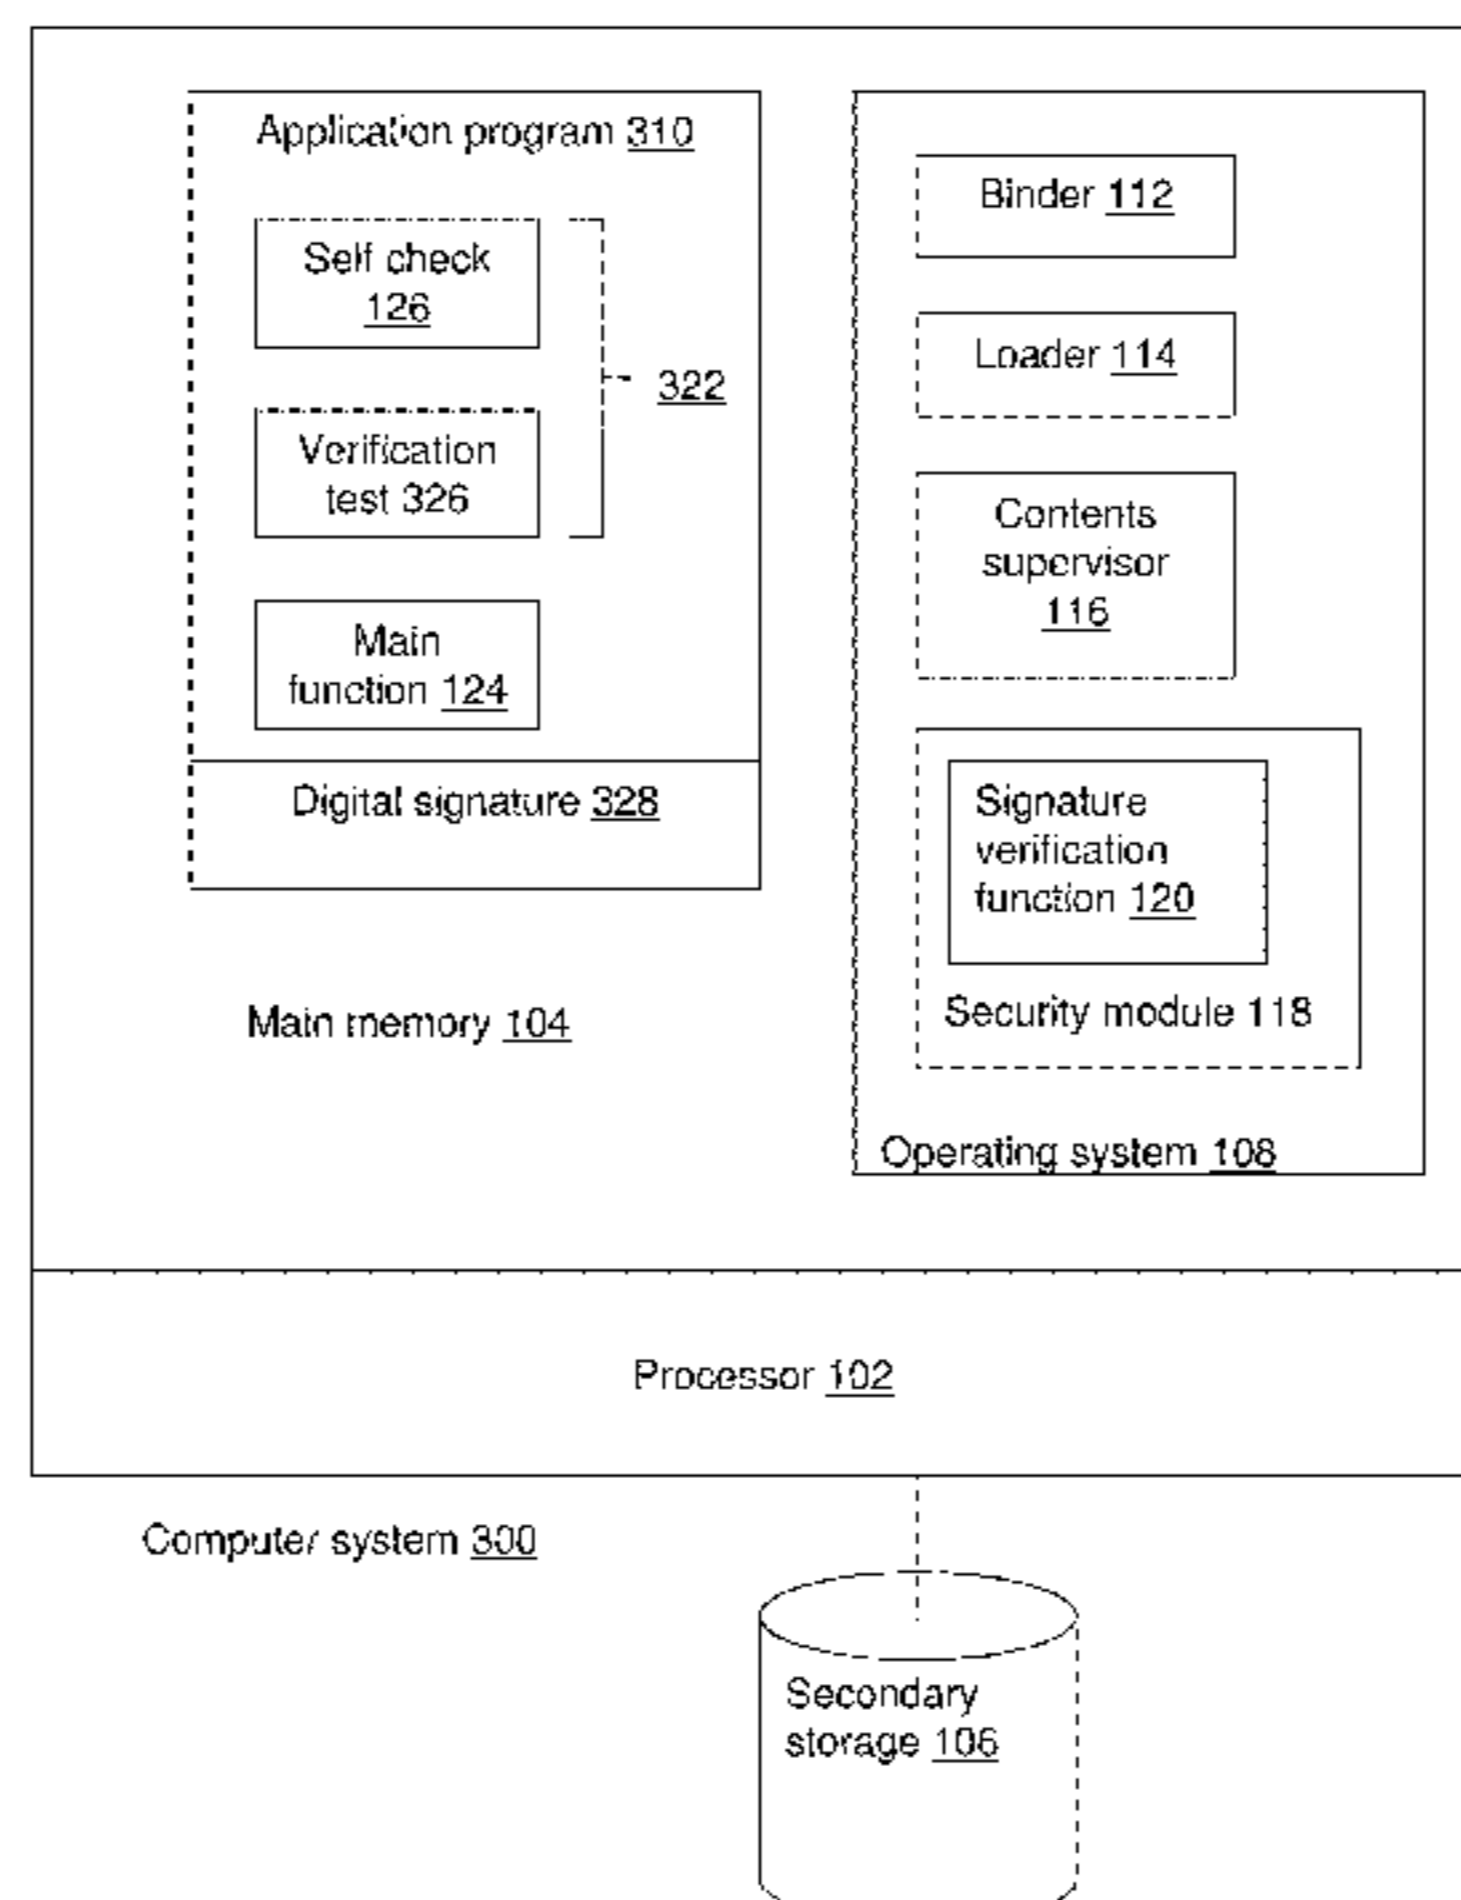 Application program 310
Self check
126
322
Verification
test 326
Main
function 124
Digital signature 328
Main memory 104
Binder 112
Loader 114
Contents
supervisor
116
Signature
verification
function 120
Security module 118
Operating system 108
Processor 102
Computer system 300
Secondary
storage 106